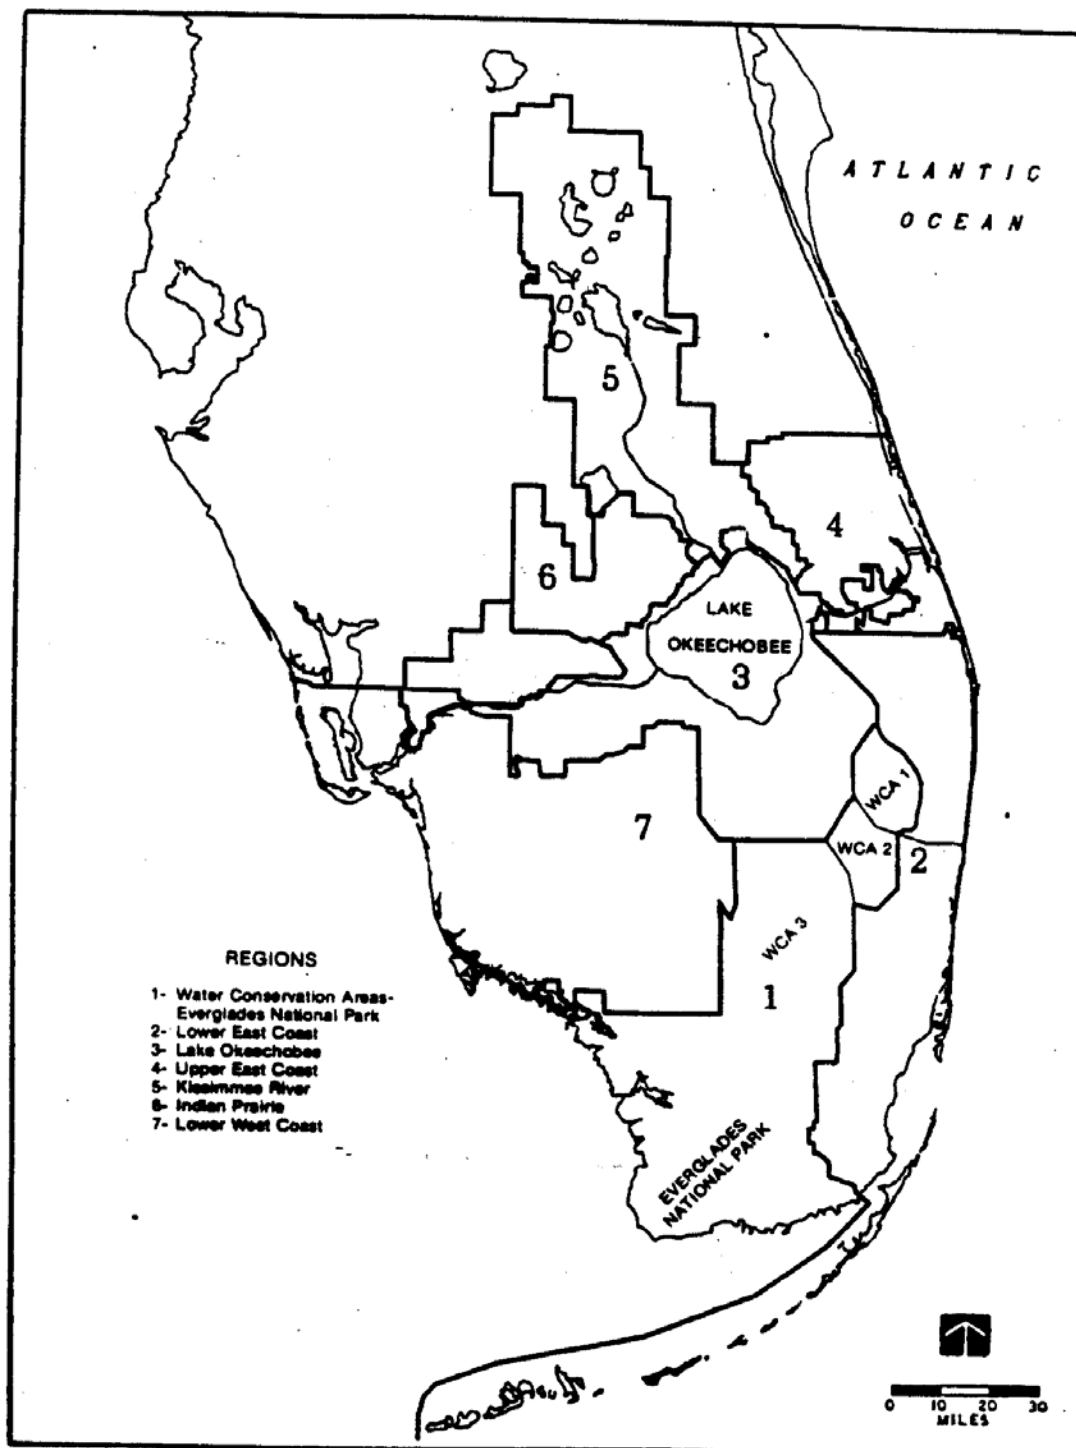 ATLANTIC
OCEAN
5
4
6
LAKE
OKEECHOBEE
3
WCA 1
7
WCA 2
2
WCA 3
1
REGIONS
1- Water Conservation Areas-
Everglades National Park
2- Lower East Coast
3- Lake Okeechobee
4- Upper East Coast
5- Kissimmee River
6- Indian Prairie
7- Lower West Coast
EVERGLADES
NATIONAL PARK
0 10 20 30
MILES